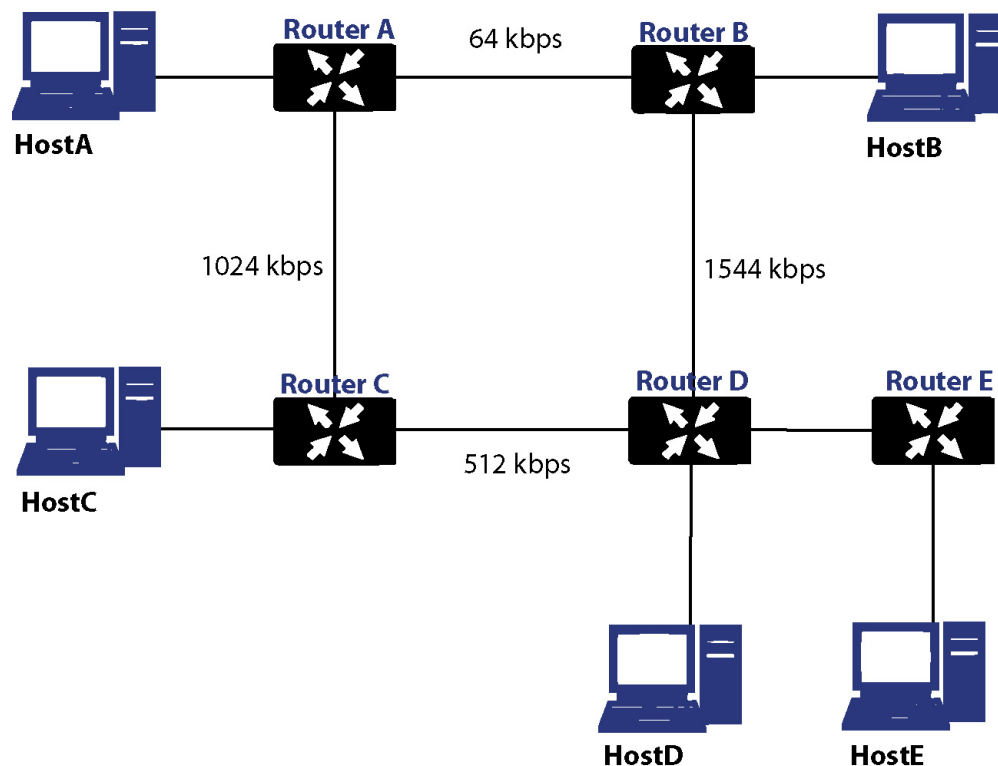 Router A
64 kbps
Router B
HostA
HostB
1024 kbps
1544 kbps
Router C
Router D
Router E
512 kbps
HostC
HostD
HostE